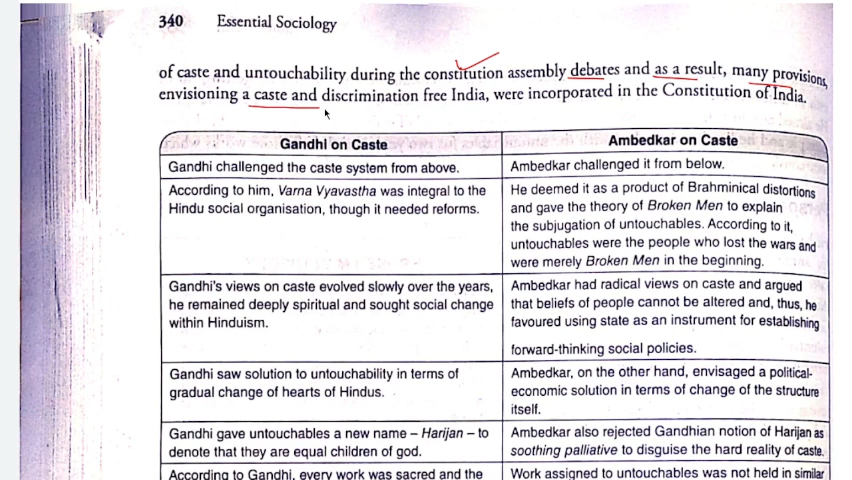 340 Essential Sociology
of caste and untouchability during the constitution assembly debates and as a result, many provisions,
envisioning a caste and discrimination free India, were incorporated in the Constitution of India.
Gandhi on Caste
Ambedkar on Caste
Gandhi challenged the caste system from above.
Ambedkar challenged it from below.
According to him, Varna Vyavastha was integral to the
Hindu social organisation, though it needed reforms.
He deemed it as a product of Brahminical distortions
and gave the theory of Broken Men to explain
the subjugation of untouchables. According to it,
untouchables were the people who lost the wars and
were merely Broken Men in the beginning.
Gandhi's views on caste evolved slowly over the years,
he remained deeply spiritual and sought social change
within Hinduism.
Ambedkar had radical views on caste and argued
that beliefs of people cannot be altered and, thus, he
favoured using state as an instrument for establishing
forward-thinking social policies.
Gandhi saw solution to untouchability in terms of
gradual change of hearts of Hindus.
Ambedkar, on the other hand, envisaged a political-
economic solution in terms of change of the structure
itself.
Gandhi gave untouchables a new name – Harijan – to
denote that they are equal children of god.
Ambedkar also rejected Gandhian notion of Harijan as
soothing palliative to disguise the hard reality of caste.
According to Gandhi, every work was sacred and the
Work assigned to untouchables was not held in similar